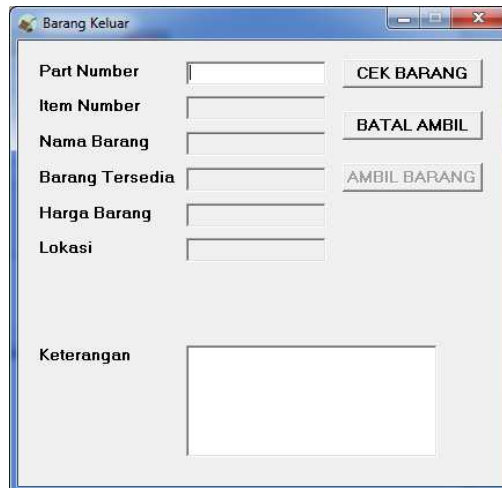 Barang Keluar
Part Number
CEK BARANG
Item Number
BATAL AMBIL
Nama Barang
Barang Tersedia
AMBIL BARANG
Harga Barang
Lokasi
Keterangan